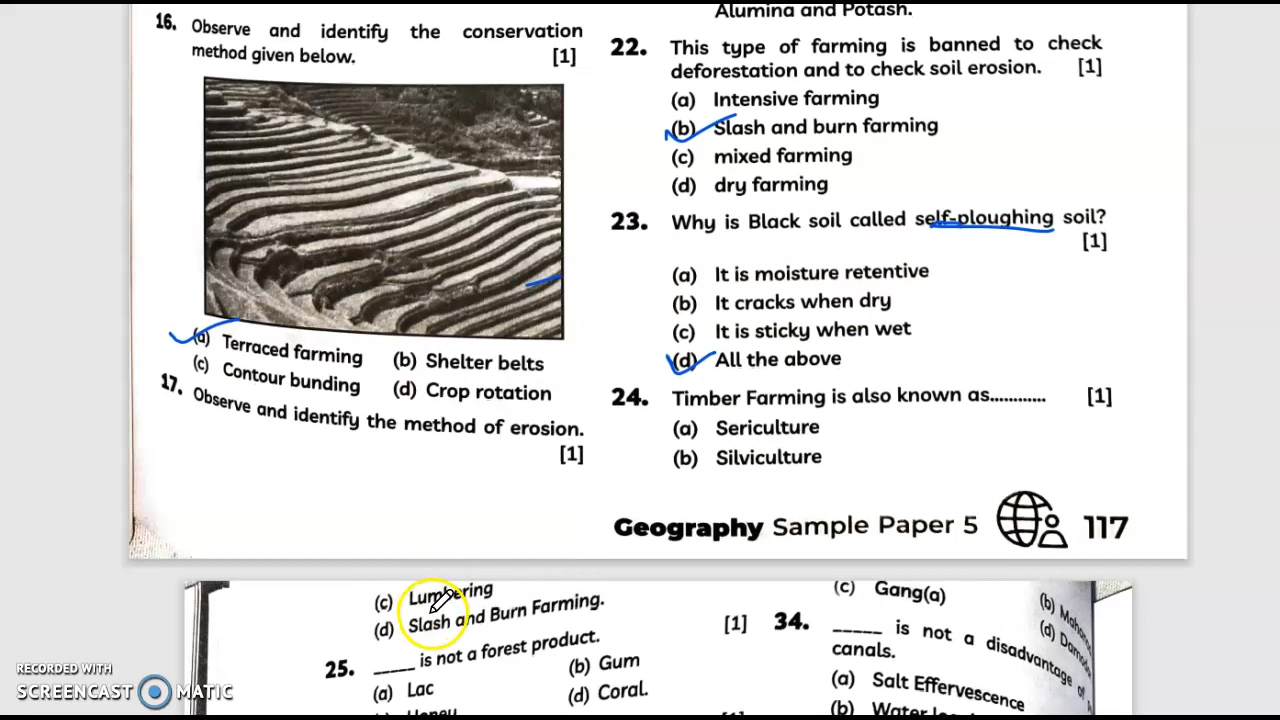 16. Observe and identify the conservation
method given below. [1]
(a) Terraced farming (b) Shelter belts
(c) Contour bunding (d) Crop rotation
17. Observe and identify the method of erosion.
[1]
Alumina and Potash.
22. This type of farming is banned to check
deforestation and to check soil erosion. [1]
(a) Intensive farming
(b) Slash and burn farming
(c) mixed farming
(d) dry farming
23. Why is Black soil called self-ploughing soil?
[1]
(a) It is moisture retentive
(b) It cracks when dry
(c) It is sticky when wet
(d) All the above
24. Timber Farming is also known as............ [1]
(a) Sericulture
(b) Silviculture
Geography Sample Paper 5 117
(c) Lumbering
(d) Slash and Burn Farming.
25. _____ is not a forest product. [1]
(a) Lac (b) Gum
Honey (d) Coral.
(c) Gang(a) (b)
(d)
34. _____ is not a disadvantage of
canals.
(a) Salt Effervescence
(b) Water
RECORDED WITH
SCREENCAST MATIC